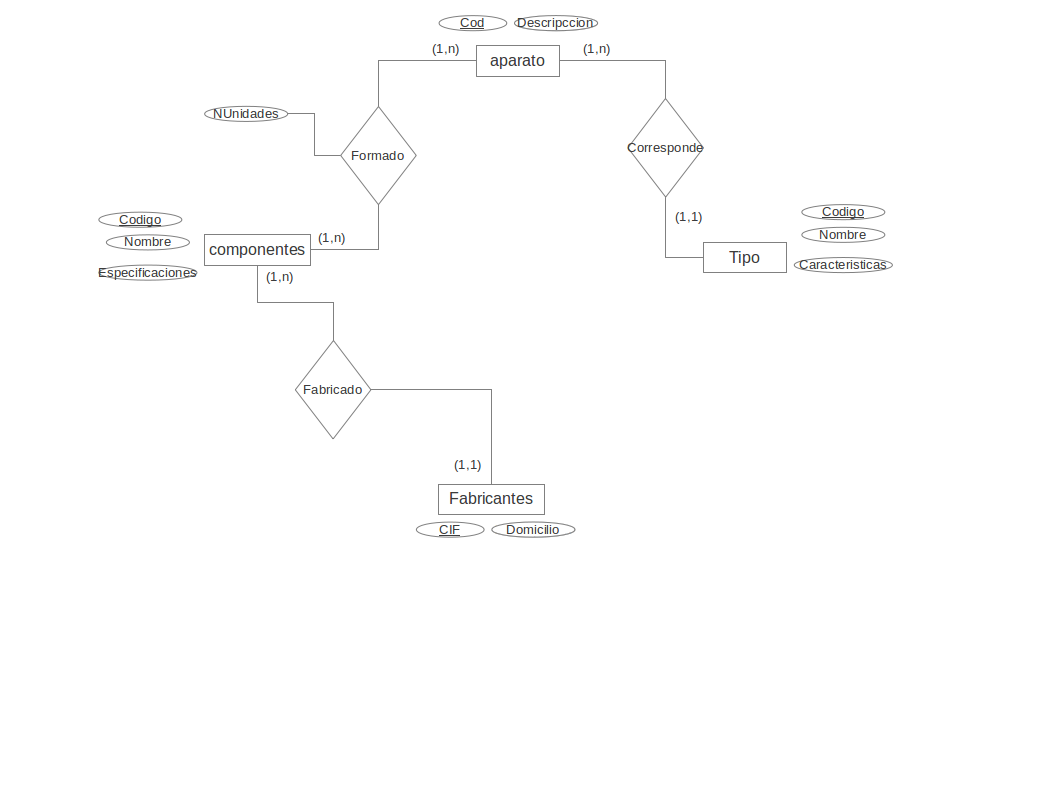 Cod
Descripccion
(1,n)
aparato
(1,n)
NUnidades
Formado
Corresponde
Codigo
Nombre
Especificaciones
componentes
(1,n)
(1,n)
(1,1)
Codigo
Nombre
Caracteristicas
Tipo
Fabricado
(1,1)
Fabricantes
CIF
Domicilio